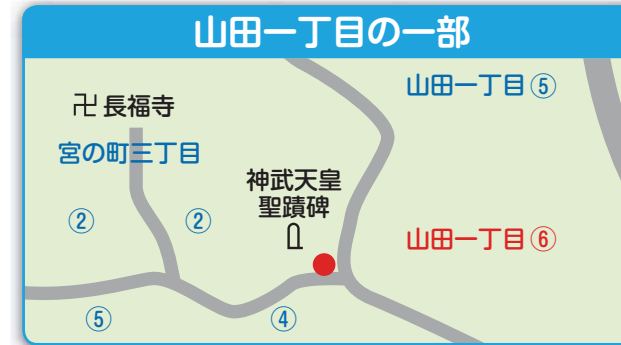 山田一丁目の一部
山田一丁目⑤
卍 長福寺
宮の町三丁目
神武天皇
聖蹟碑
② ②
山田一丁目⑥
⑤ ④